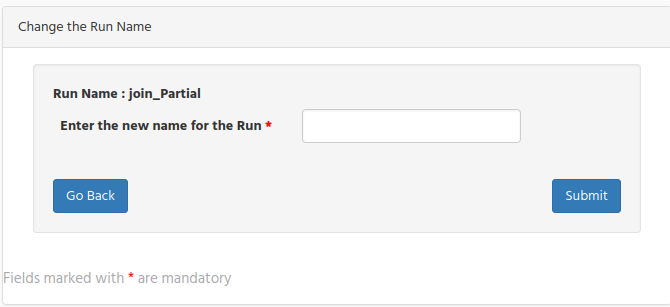 Change the Run Name
Run Name : join_Partial
Enter the new name for the Run *
Go Back
Submit
Fields marked with * are mandatory